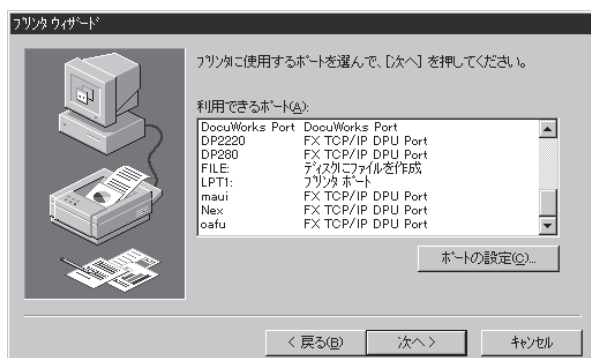 プリンタ ウィザード
プリンタに使用するポートを選んで、[次へ] を押してください。
利用できるポート(A):
DocuWorks Port DocuWorks Port
DP2220 FX TCP/IP DPU Port
DP280 FX TCP/IP DPU Port
FILE: ディスクにファイルを作成
LPT1: プリンタ ポート
maui FX TCP/IP DPU Port
Nex FX TCP/IP DPU Port
oafu FX TCP/IP DPU Port
ポートの設定(C)...
< 戻る(B) 次へ > キャンセル